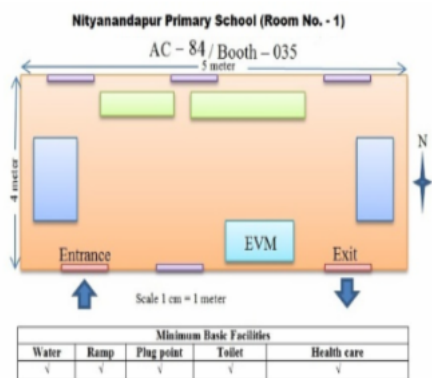 Nityanandapur Primary School (Room No. - 1)
AC - 84/Booth - 035
5 meter
4 meter
N
EVM
Entrance
Exit
Scale 1 cm = 1 meter
Minimum Basic Facilities
Water Ramp Plug point Toilet Health care
√ √ √ √ √